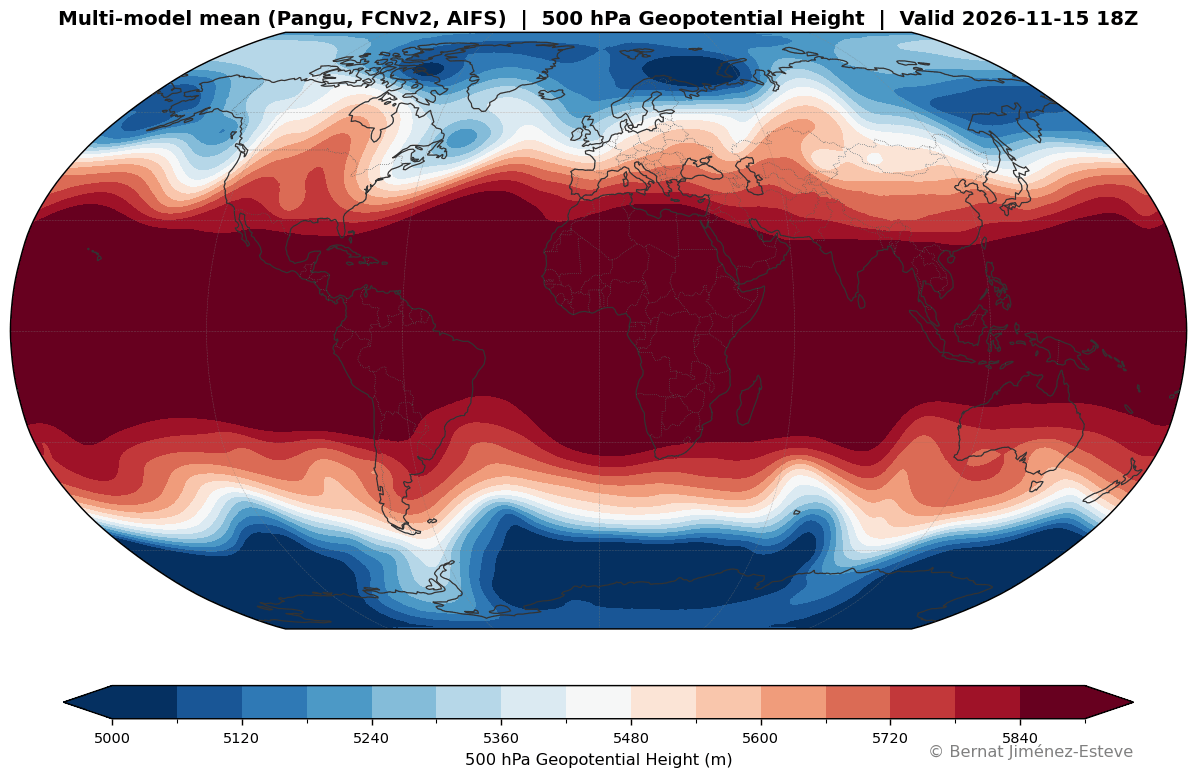 Multi-model mean (Pangu, FCNv2, AIFS)  |  500 hPa Geopotential Height  |  Valid 2026-11-15 18Z
5000 5120 5240 5360 5480 5600 5720 5840
500 hPa Geopotential Height (m)
© Bernat Jiménez-Esteve